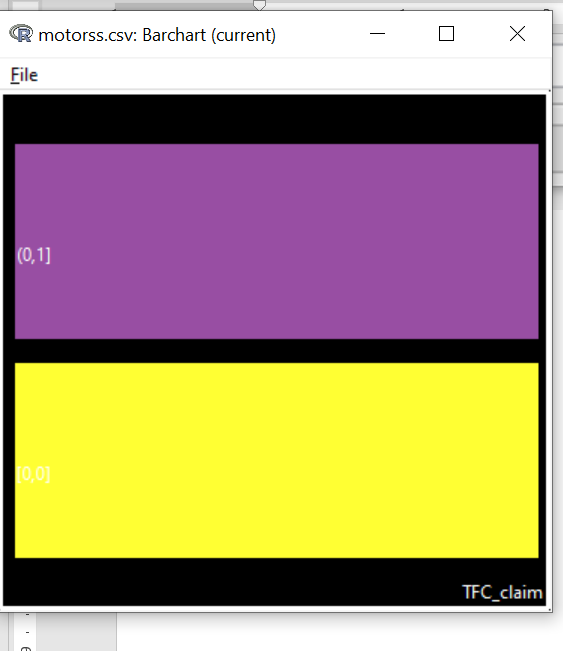 motorss.csv: Barchart (current)
File
(0,1]
[0,0]
TFC_claim